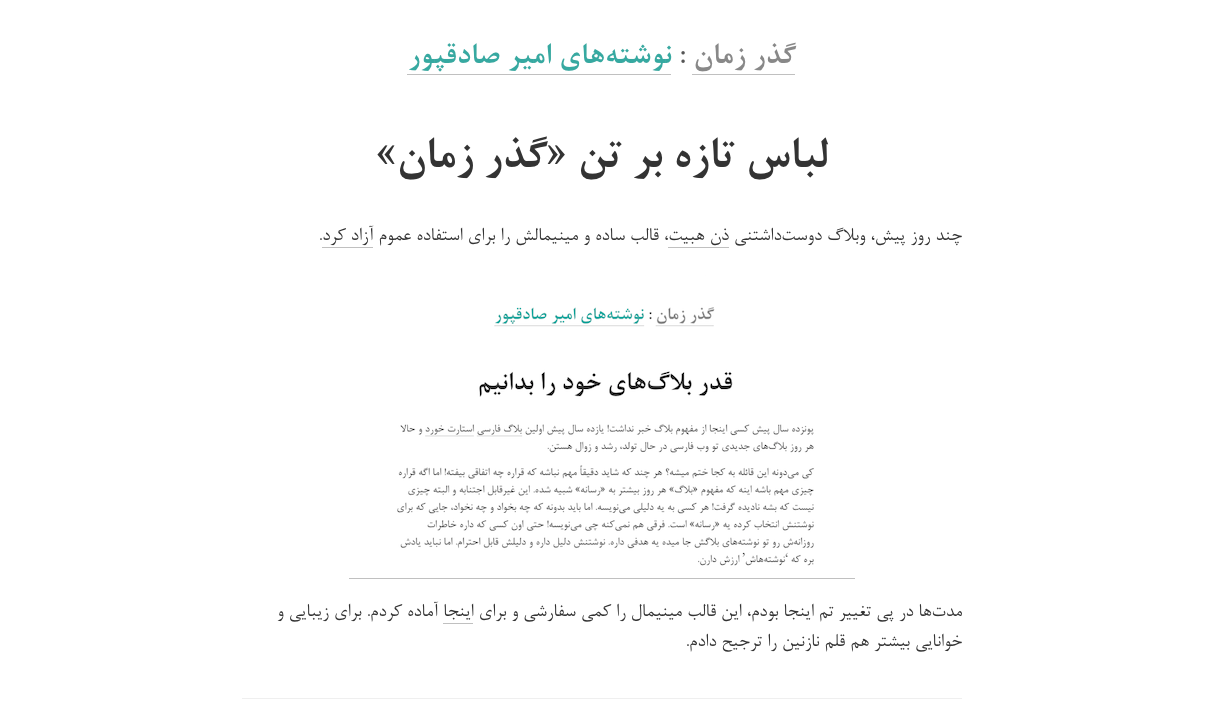 گذر زمان : نوشته‌های امیر صادقپور
لباس تازه بر تن «گذر زمان»
چند روز پیش، وبلاگ دوست‌داشتنی ذن هبیت، قالب ساده و مینیمالش را برای استفاده عموم آزاد کرد.
گذر زمان : نوشته‌های امیر صادقپور
قدر بلاگ‌های خود را بدانیم
پونزده سال پیش کسی اینجا از مفهوم بلاگ خبر نداشت! یازده سال پیش اولین بلاگ فارسی استارت خورد و حالا
هر روز بلاگ‌های جدیدی تو وب فارسی در حال تولد، رشد و زوال هستن.
کی می‌دونه این قائله به کجا ختم میشه؟ هر چند که شاید دقیقاً مهم نباشه که قراره چه اتفاقی بیفته! اما اگه قراره
چیزی مهم باشه اینه که مفهوم «بلاگ» هر روز بیشتر به «رسانه» شبیه شده. این غیرقابل اجتنابه و البته چیزی
نیست که بشه نادیده گرفت! هر کسی به یه دلیلی می‌نویسه. اما باید بدونه که چه بخواد و چه نخواد، جایی که برای
نوشتنش انتخاب کرده یه «رسانه» است. فرقی هم نمی‌کنه چی می‌نویسه! حتی اون کسی که داره خاطرات
روزانه‌ش رو تو نوشته‌های بلاگش جا میده یه هدفی داره. نوشتنش دلیل داره و دلیلش قابل احترام. اما نباید یادش
بره که ‘نوشته‌هاش’ ارزش دارن.
مدت‌ها در پی تغییر تم اینجا بودم، این قالب مینیمال را کمی سفارشی و برای اینجا آماده کردم. برای زیبایی و
خوانایی بیشتر هم قلم نازنین را ترجیح دادم.